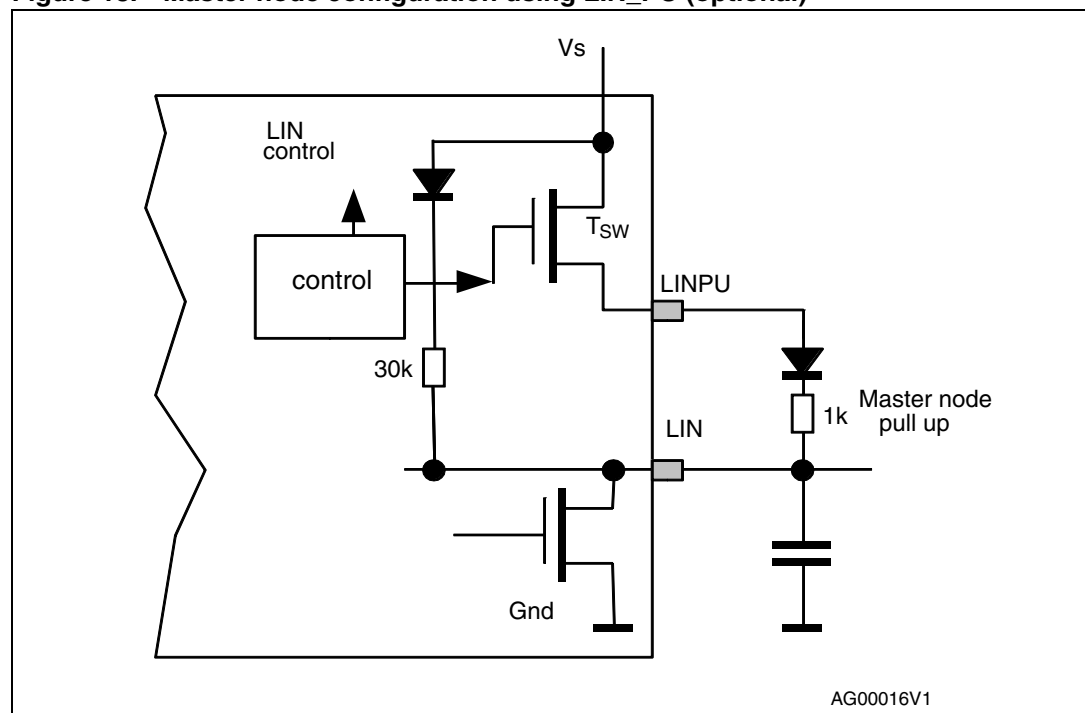 Figure 13. Master node configuration using LIN_PU (optional)
Vs
LIN
control
TSW
control
LINPU
30k
1k
Master node
pull up
LIN
Gnd
AG00016V1